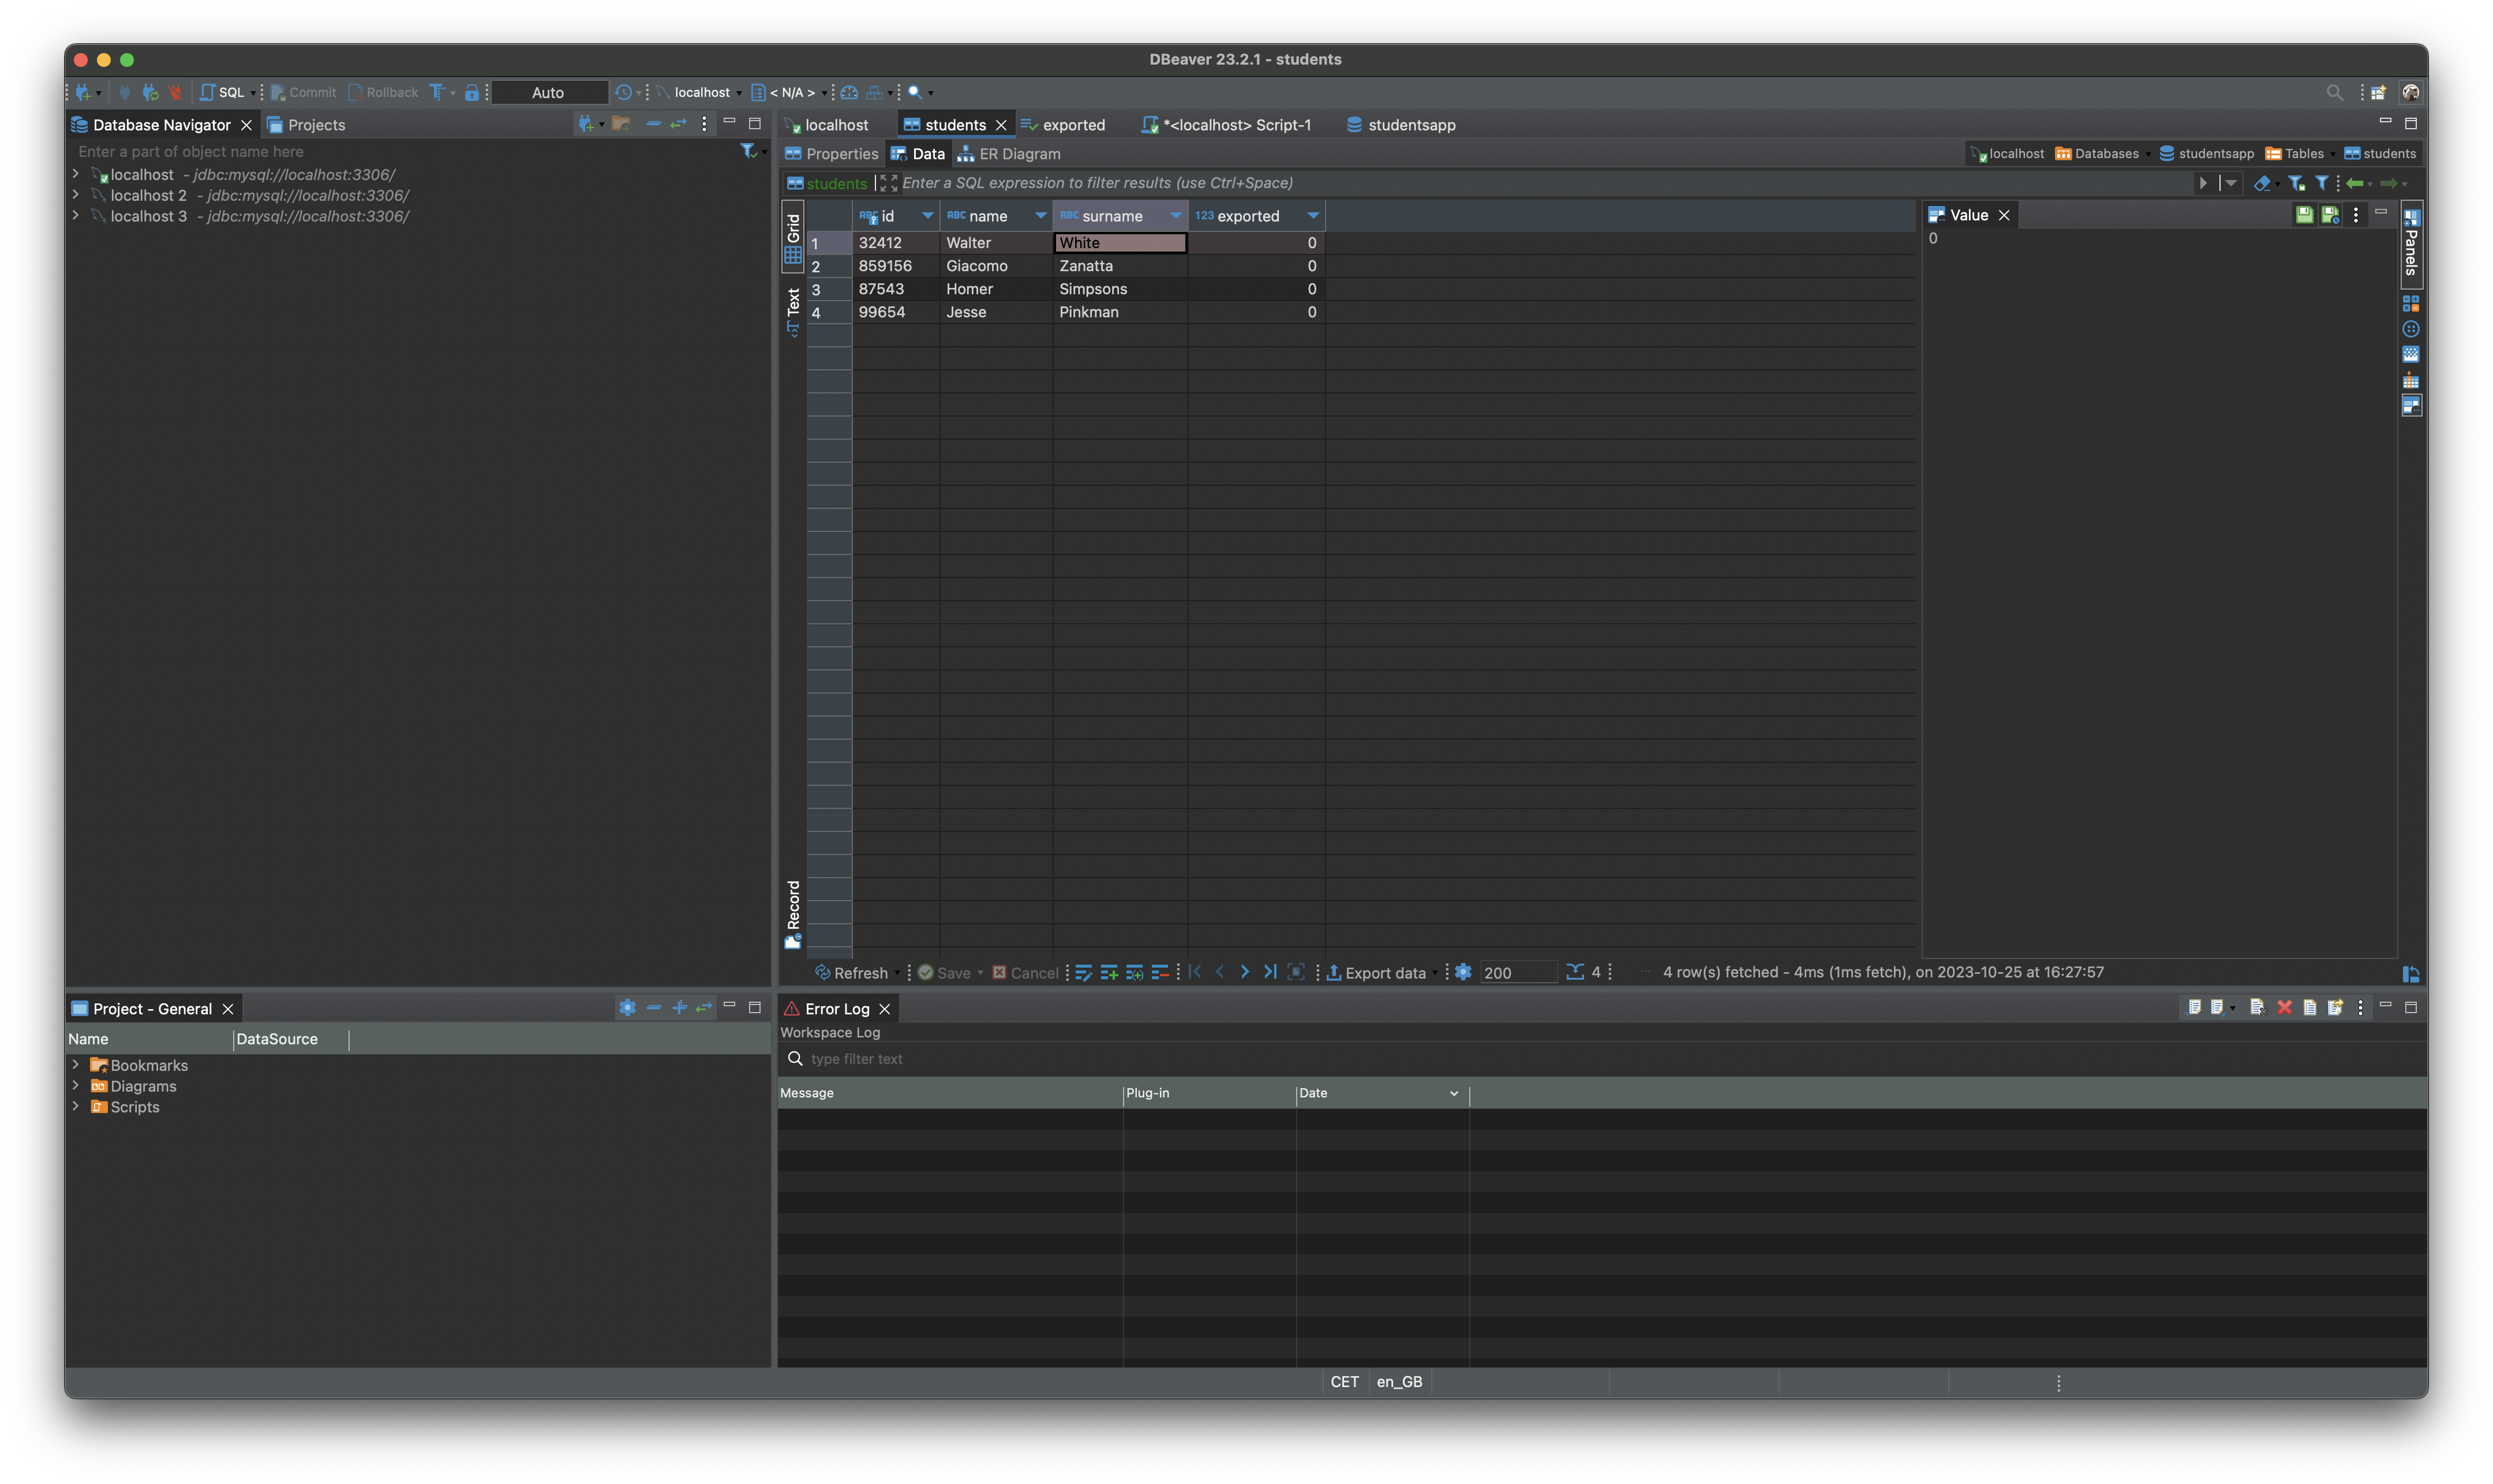 DBeaver 23.2.1 - students
SQL Commit Rollback Auto localhost < N/A >
Database Navigator Projects
Enter a part of object name here
localhost - jdbc:mysql://localhost:3306/
localhost 2 - jdbc:mysql://localhost:3306/
localhost 3 - jdbc:mysql://localhost:3306/
localhost students exported *<localhost> Script-1 studentsapp
Properties Data ER Diagram localhost Databases studentsapp Tables students
students Enter a SQL expression to filter results (use Ctrl+Space)
Grid
Text
Record
ABC id ABC name ABC surname 123 exported
1 32412 Walter White 0
2 859156 Giacomo Zanatta 0
3 87543 Homer Simpsons 0
4 99654 Jesse Pinkman 0
Value
0
Panels
Refresh Save Cancel Export data 200 4 4 row(s) fetched - 4ms (1ms fetch), on 2023-10-25 at 16:27:57
Project - General
Name DataSource
Bookmarks
Diagrams
Scripts
Error Log
Workspace Log
type filter text
Message Plug-in Date
CET en_GB